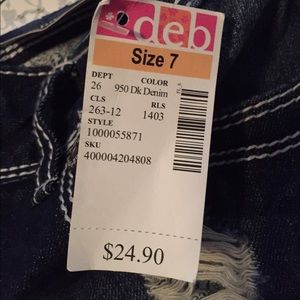 deb
Size 7
DEPT COLOR
26 950 Dk Denim
CLS RLS
263-12 1403
STYLE
1000055871
SKU
400004204808
$24.90